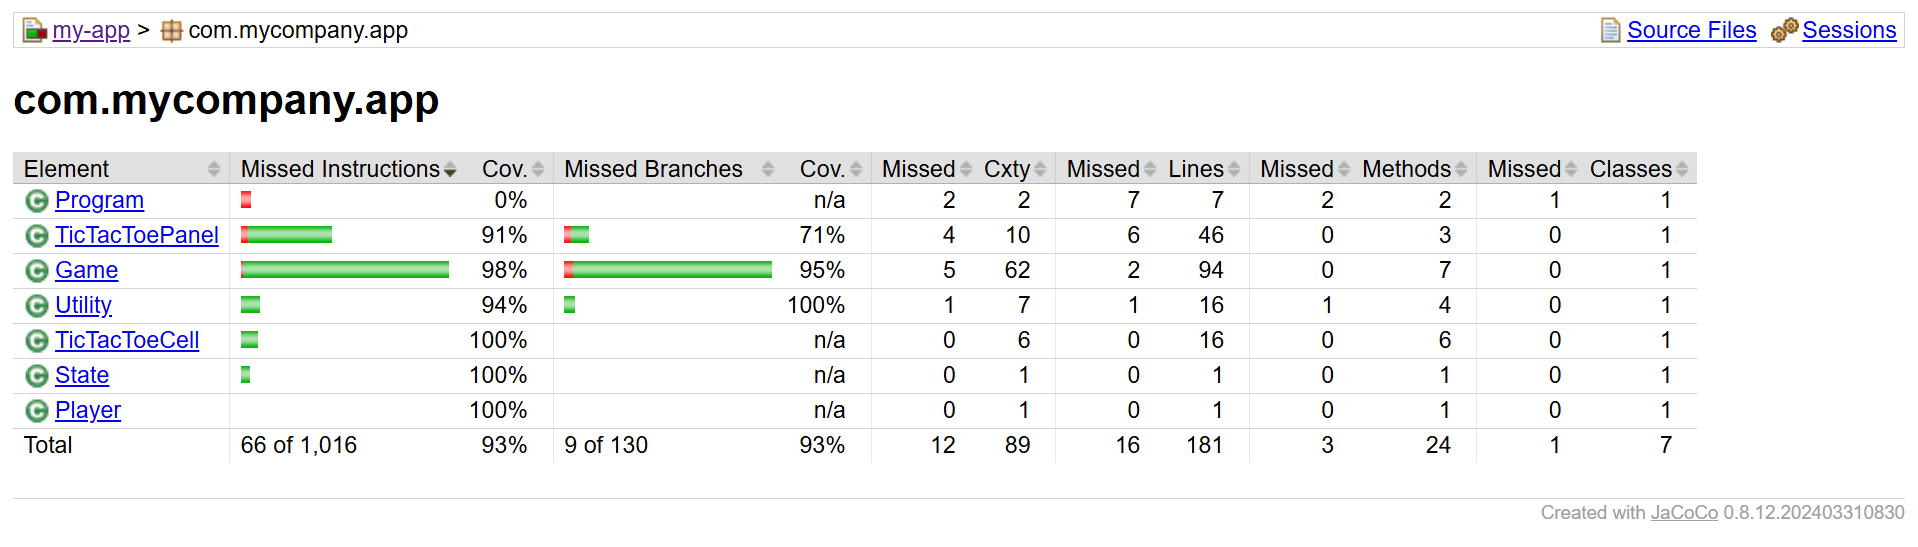 my-app > com.mycompany.app Source Files Sessions
com.mycompany.app
Element Missed Instructions Cov. Missed Branches Cov. Missed Cxty Missed Lines Missed Methods Missed Classes
Program 0% n/a 2 2 7 7 2 2 1 1
TicTacToePanel 91% 71% 4 10 6 46 0 3 0 1
Game 98% 95% 5 62 2 94 0 7 0 1
Utility 94% 100% 1 7 1 16 1 4 0 1
TicTacToeCell 100% n/a 0 6 0 16 0 6 0 1
State 100% n/a 0 1 0 1 0 1 0 1
Player 100% n/a 0 1 0 1 0 1 0 1
Total 66 of 1,016 93% 9 of 130 93% 12 89 16 181 3 24 1 7
Created with JaCoCo 0.8.12.202403310830